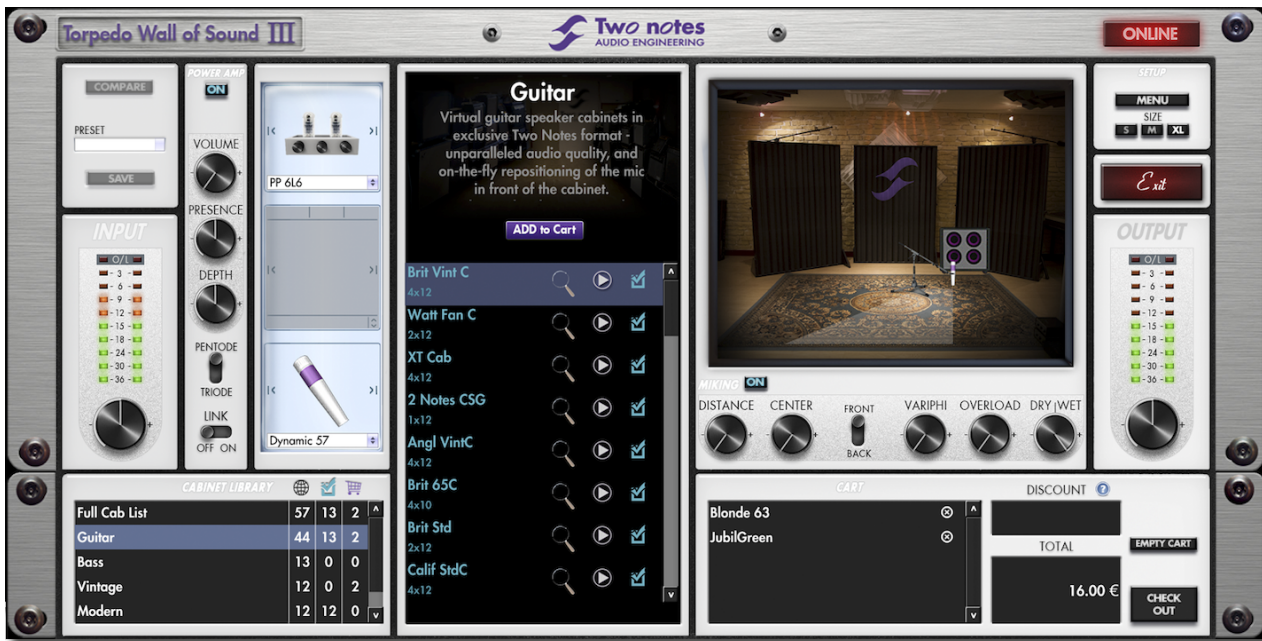 Torpedo Wall of Sound III
Two notes
AUDIO ENGINEERING
ONLINE
COMPARE
PRESET
SAVE
INPUT
O/L
- 3 -
- 6 -
- 9 -
- 12 -
- 15 -
- 18 -
- 24 -
- 30 -
- 36 -
- +
POWER AMP
ON
VOLUME
- +
PRESENCE
- +
DEPTH
- +
PENTODE
TRIODE
LINK
OFF ON
PP 6L6
Dynamic 57
Guitar
Virtual guitar speaker cabinets in
exclusive Two Notes format -
unparalleled audio quality, and
on-the-fly repositioning of the mic
in front of the cabinet.
ADD to Cart
Brit Vint C
4x12
Watt Fan C
2x12
XT Cab
4x12
2 Notes CSG
1x12
Angl VintC
4x12
Brit 65C
4x10
Brit Std
2x12
Calif StdC
4x12
MIKING ON
DISTANCE CENTER FRONT VARIPHI OVERLOAD DRY|WET
BACK
SETUP
MENU
SIZE
S M XL
Exit
OUTPUT
O/L
- 3 -
- 6 -
- 9 -
- 12 -
- 15 -
- 18 -
- 24 -
- 30 -
- 36 -
- +
CABINET LIBRARY
Full Cab List 57 13 2
Guitar 44 13 2
Bass 13 0 0
Vintage 12 0 2
Modern 12 12 0
CART
Blonde 63
JubilGreen
DISCOUNT ?
TOTAL
16.00 €
EMPTY CART
CHECK
OUT